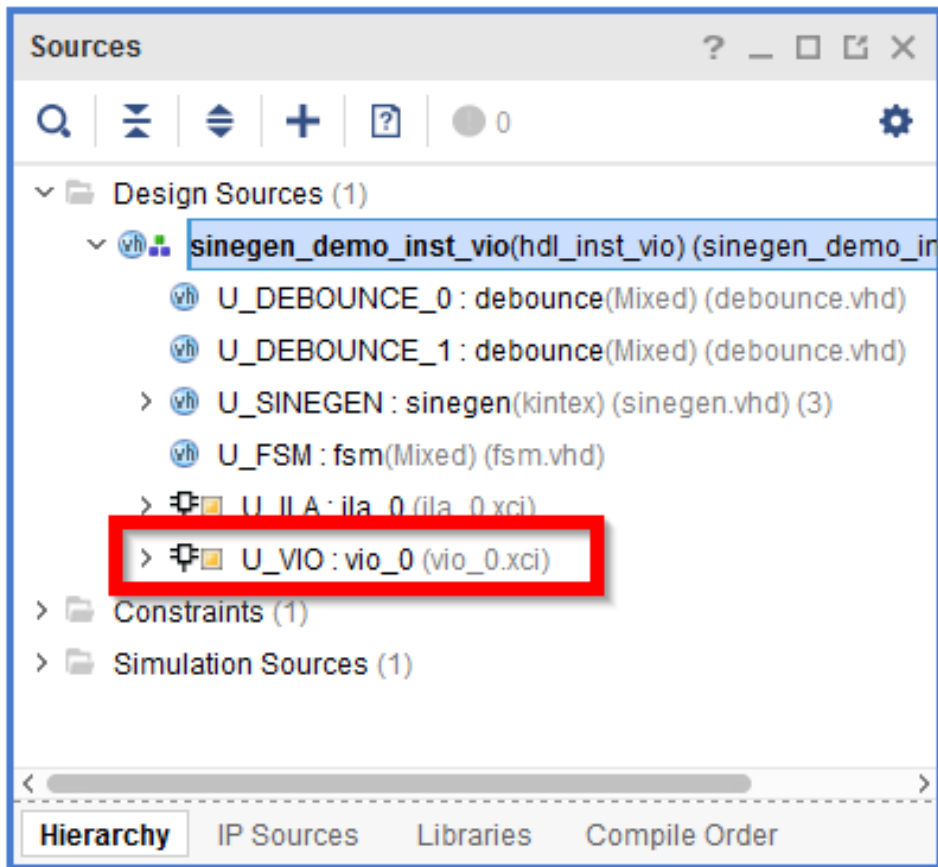 Sources
0
Design Sources (1)
sinegen_demo_inst_vio(hdl_inst_vio) (sinegen_demo_in
U_DEBOUNCE_0 : debounce(Mixed) (debounce.vhd)
U_DEBOUNCE_1 : debounce(Mixed) (debounce.vhd)
U_SINEGEN : sinegen(kintex) (sinegen.vhd) (3)
U_FSM : fsm(Mixed) (fsm.vhd)
U_ILA : ila_0 (ila_0.xci)
U_VIO : vio_0 (vio_0.xci)
Constraints (1)
Simulation Sources (1)
Hierarchy IP Sources Libraries Compile Order